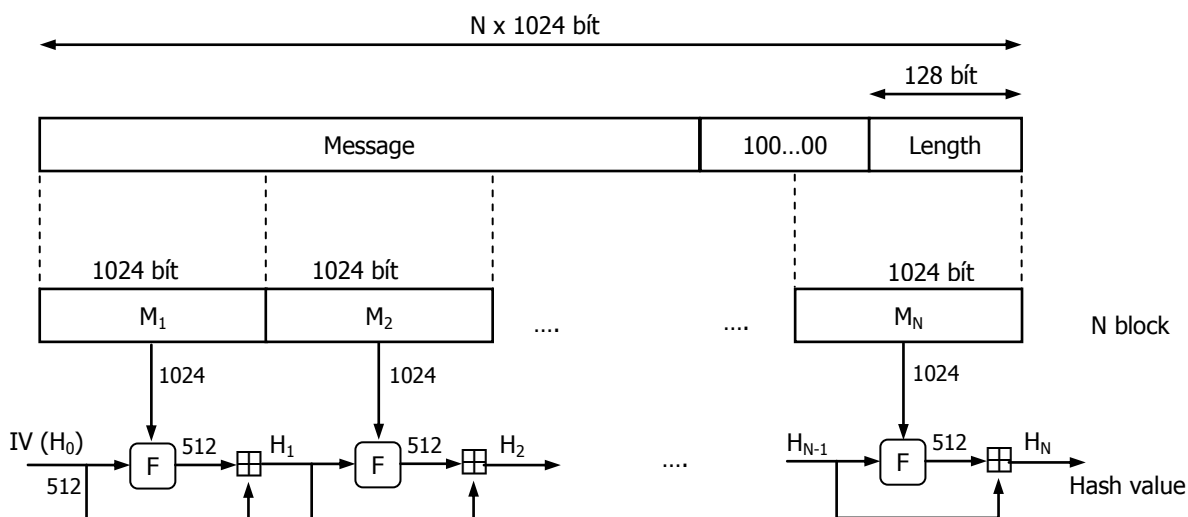 N x 1024 bít
128 bít
Message 100...00 Length
1024 bít 1024 bít 1024 bít
M1 M2 .... .... MN N block
1024 1024 1024
IV (H0) 512 H1 512 H2 HN-1 512 HN
F F .... F
512 Hash value